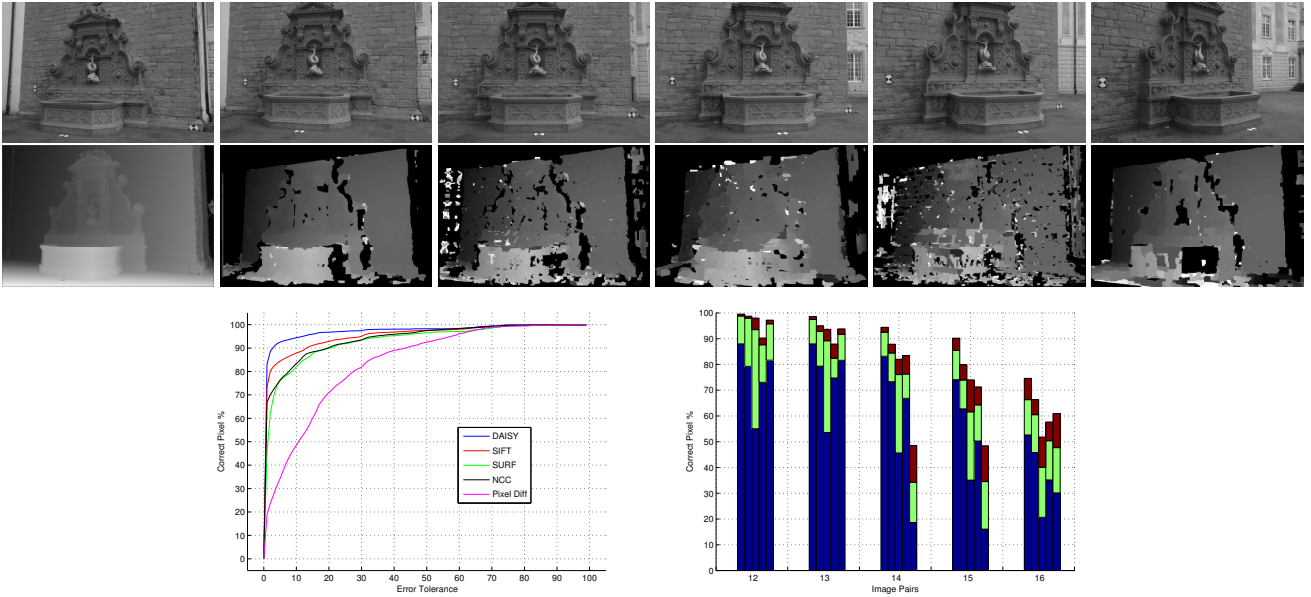 100
90
80
70
60
50
40
30
20
10
0
Correct Pixel %
0 10 20 30 40 50 60 70 80 90 100
Error Tolerance
DAISY
SIFT
SURF
NCC
Pixel Diff
100
90
80
70
60
50
40
30
20
10
0
Correct Pixel %
12 13 14 15 16
Image Pairs